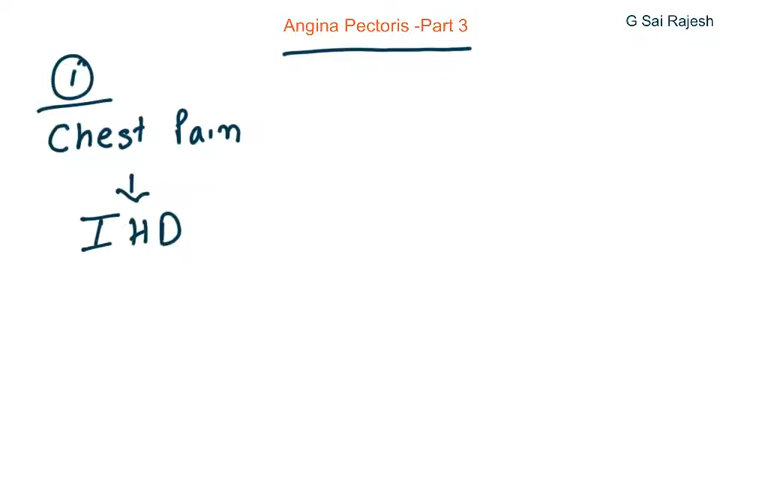 Angina Pectoris -Part 3
G Sai Rajesh
1
Chest Pain
↓
IHD